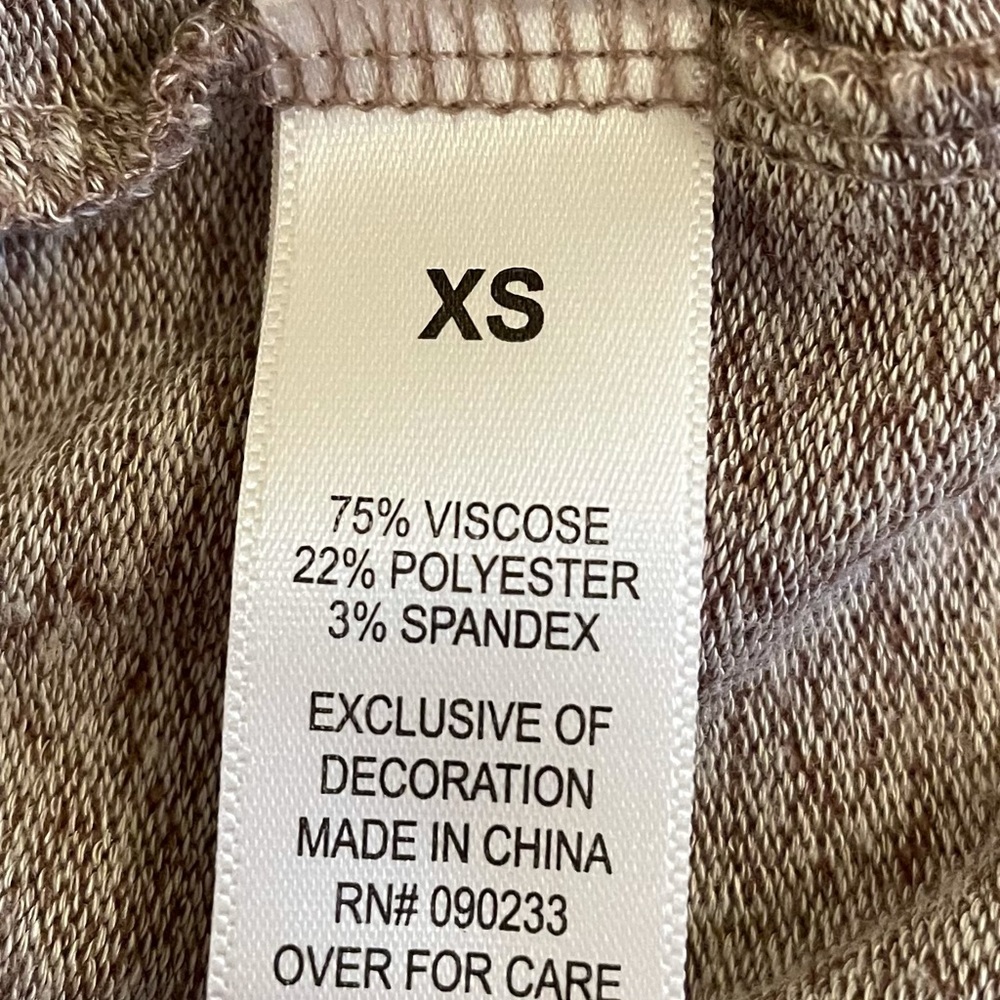 XS
75% VISCOSE
22% POLYESTER
3% SPANDEX
EXCLUSIVE OF
DECORATION
MADE IN CHINA
RN# 090233
OVER FOR CARE